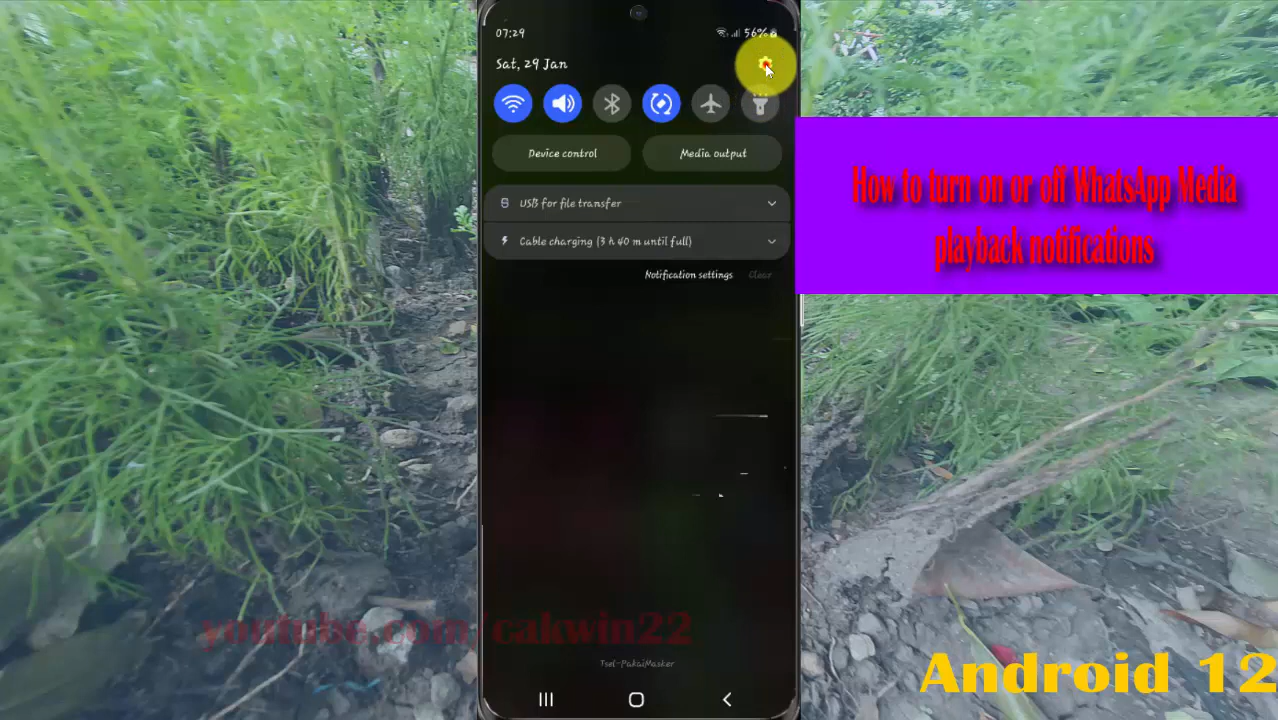 07:29
56%
Sat, 29 Jan
Device control
Media output
USB for file transfer
Cable charging (3 h 40 m until full)
Notification settings
Clear
How to turn on or off WhatsApp Media
playback notifications
youtube.com/cakwin22
Tsel-PakaiMasker
Android 12